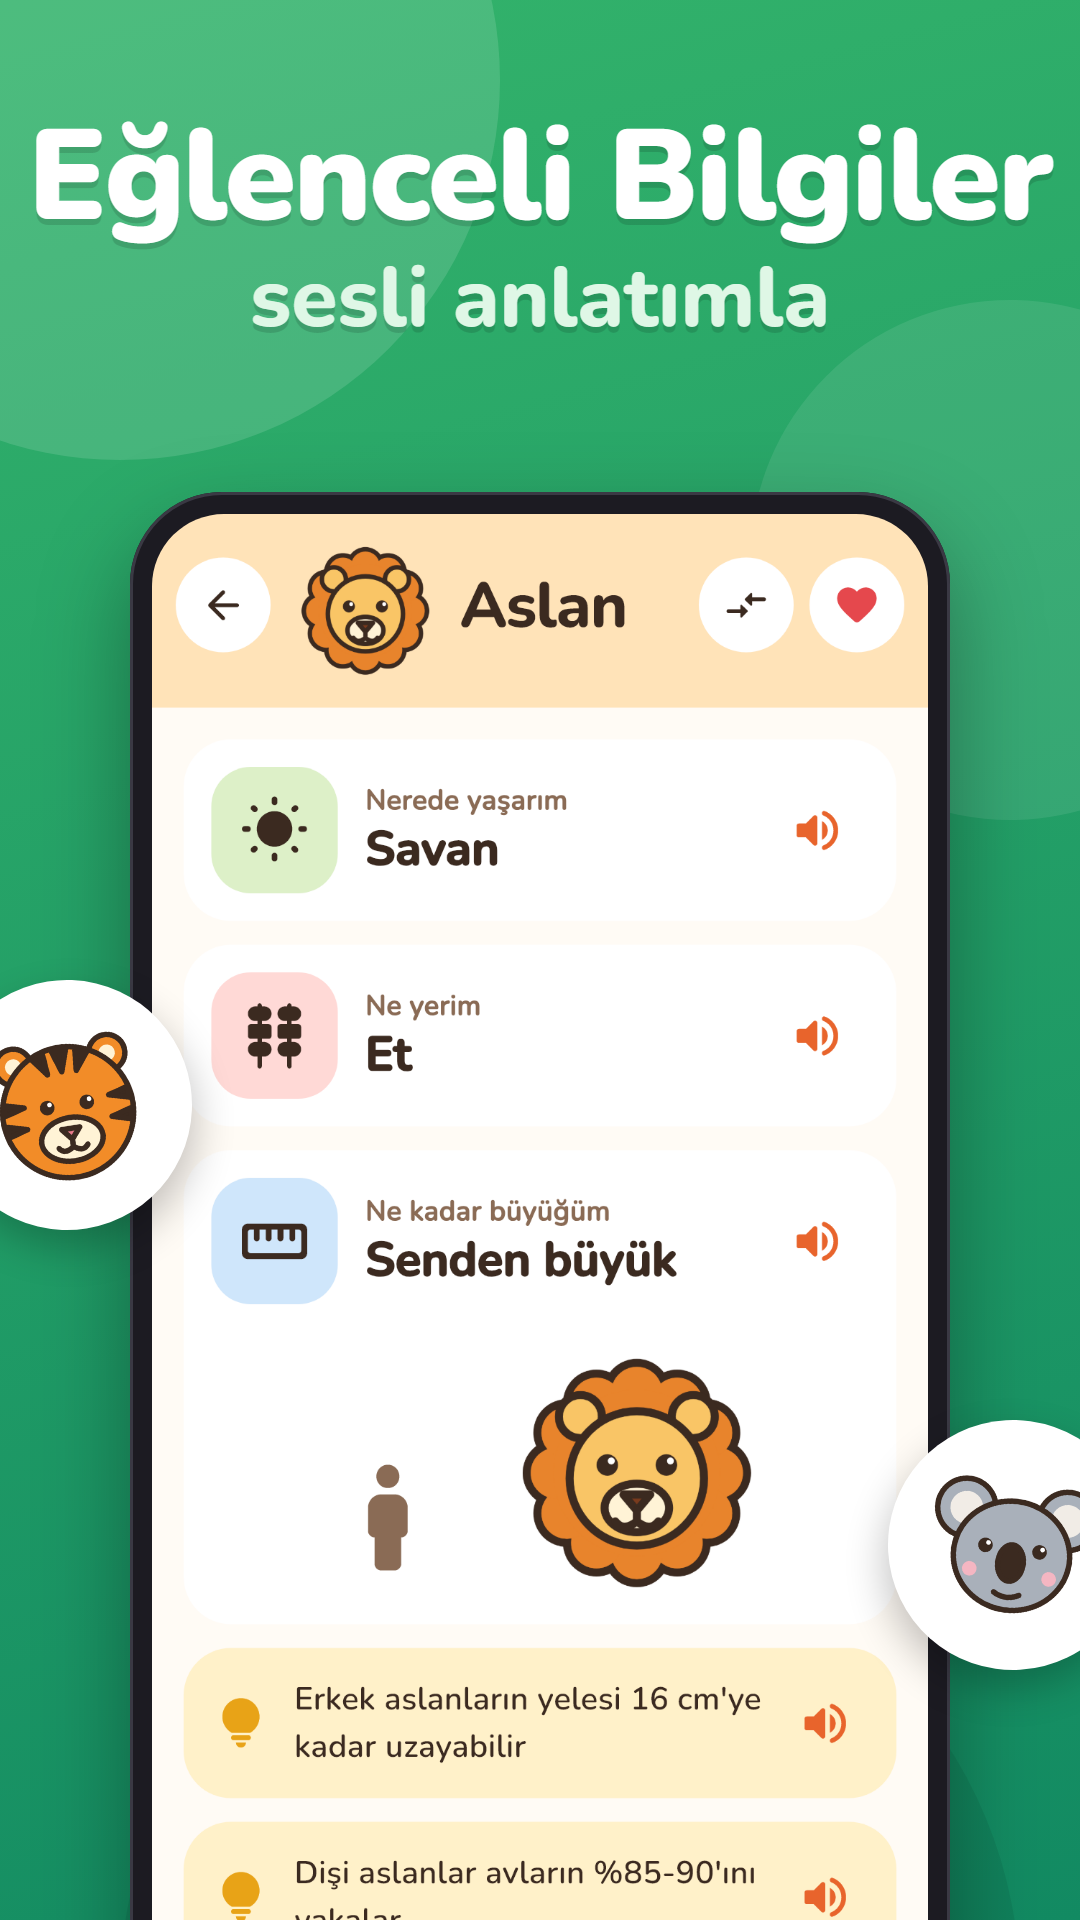 Eğlenceli Bilgiler
sesli anlatımla
Aslan
Nerede yaşarım
Savan
Ne yerim
Et
Ne kadar büyüğüm
Senden büyük
Erkek aslanların yelesi 16 cm'ye
kadar uzayabilir
Dişi aslanlar avların %85-90'ını
yakalar